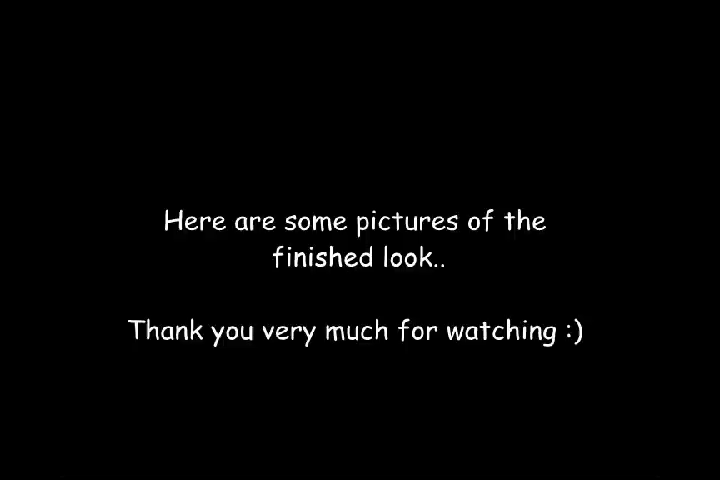 Here are some pictures of the
finished look..
Thank you very much for watching :)